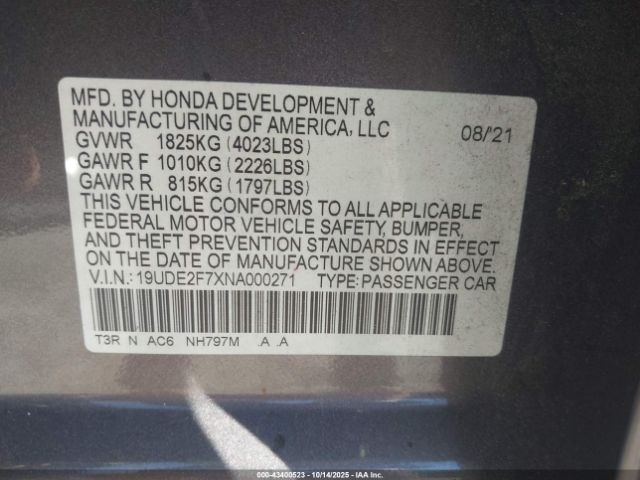 MFD. BY HONDA DEVELOPMENT &
MANUFACTURING OF AMERICA, LLC 08/'21
GVWR 1825KG (4023LBS)
GAWR F 1010KG (2226LBS)
GAWR R 815KG (1797LBS)
THIS VEHICLE CONFORMS TO ALL APPLICABLE
FEDERAL MOTOR VEHICLE SAFETY, BUMPER,
AND THEFT PREVENTION STANDARDS IN EFFECT
ON THE DATE OF MANUFACTURE SHOWN ABOVE.
V.I.N.: 19UDE2F7XNA000271 TYPE: PASSENGER CAR
T3R N AC6 NH797M .A .A
000-43400523 | 10/14/2025 | IAA Inc.